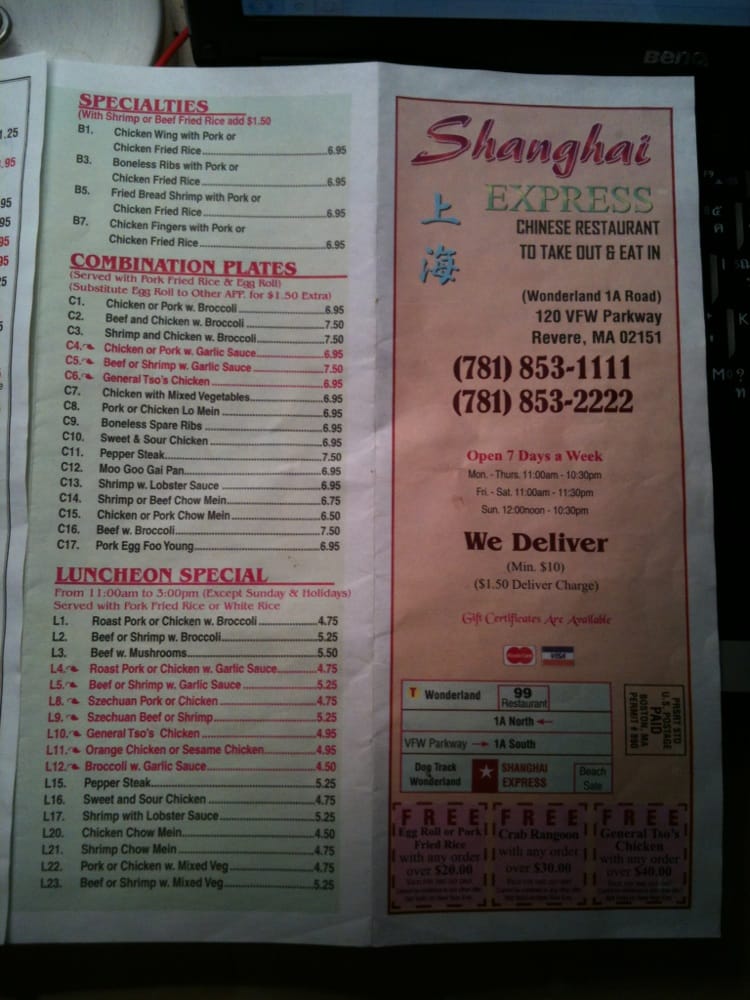 BenQ
1.25
.95
95
95
95
95
SPECIALTIES
(With Shrimp or Beef Fried Rice add $1.50
B1. Chicken Wing with Pork or
Chicken Fried Rice 6.95
B3. Boneless Ribs with Pork or
Chicken Fried Rice 6.95
B5. Fried Bread Shrimp with Pork or
Chicken Fried Rice 6.95
B7. Chicken Fingers with Pork or
Chicken Fried Rice 6.95
COMBINATION PLATES
(Served with Pork Fried Rice & Egg Roll)
(Substitute Egg Roll to Other APP. for $1.50 Extra)
C1. Chicken or Pork w. Broccoli 6.95
C2. Beef and Chicken w. Broccoli 7.50
C3. Shrimp and Chicken w. Broccoli 7.50
C4. Chicken or Pork w. Garlic Sauce 6.95
C5. Beef or Shrimp w. Garlic Sauce 7.50
C6. General Tso's Chicken 6.95
C7. Chicken with Mixed Vegetables 6.95
C8. Pork or Chicken Lo Mein 6.95
C9. Boneless Spare Ribs 6.95
C10. Sweet & Sour Chicken 6.95
C11. Pepper Steak 7.50
C12. Moo Goo Gai Pan 6.95
C13. Shrimp w. Lobster Sauce 6.95
C14. Shrimp or Beef Chow Mein 6.75
C15. Chicken or Pork Chow Mein 6.50
C16. Beef w. Broccoli 7.50
C17. Pork Egg Foo Young 6.95
LUNCHEON SPECIAL
From 11:00am to 3:00pm (Except Sunday & Holidays)
Served with Pork Fried Rice or White Rice
L1. Roast Pork or Chicken w. Broccoli 4.75
L2. Beef or Shrimp w. Broccoli 5.25
L3. Beef w. Mushrooms 5.50
L4. Roast Pork or Chicken w. Garlic Sauce 4.75
L5. Beef or Shrimp w. Garlic Sauce 5.25
L8. Szechuan Pork or Chicken 4.75
L9. Szechuan Beef or Shrimp 5.25
L10. General Tso's Chicken 4.95
L11. Orange Chicken or Sesame Chicken 4.95
L12. Broccoli w. Garlic Sauce 4.50
L15. Pepper Steak 5.25
L16. Sweet and Sour Chicken 4.75
L17. Shrimp with Lobster Sauce 5.25
L20. Chicken Chow Mein 4.50
L21. Shrimp Chow Mein 4.75
L22. Pork or Chicken w. Mixed Veg 4.75
L23. Beef or Shrimp w. Mixed Veg 5.25
Shanghai
EXPRESS
上海
CHINESE RESTAURANT
TO TAKE OUT & EAT IN
(Wonderland 1A Road)
120 VFW Parkway
Revere, MA 02151
(781) 853-1111
(781) 853-2222
Open 7 Days a Week
Mon. - Thurs. 11:00am - 10:30pm
Fri. - Sat. 11:00am - 11:30pm
Sun. 12:00noon - 10:30pm
We Deliver
(Min. $10)
($1.50 Deliver Charge)
Gift Certificates Are Available
MasterCard VISA
T Wonderland 99 Restaurant
1A North
VFW Parkway 1A South
Dog Track Wonderland SHANGHAI EXPRESS Beach Sale
PRSRT STD
U.S. POSTAGE
PAID
BOSTON, MA
FREE
Egg Roll or Pork
Fried Rice
with any order
over $20.00
FREE
Crab Rangoon
with any order
over $30.00
FREE
General Tso's
Chicken
with any order
over $40.00